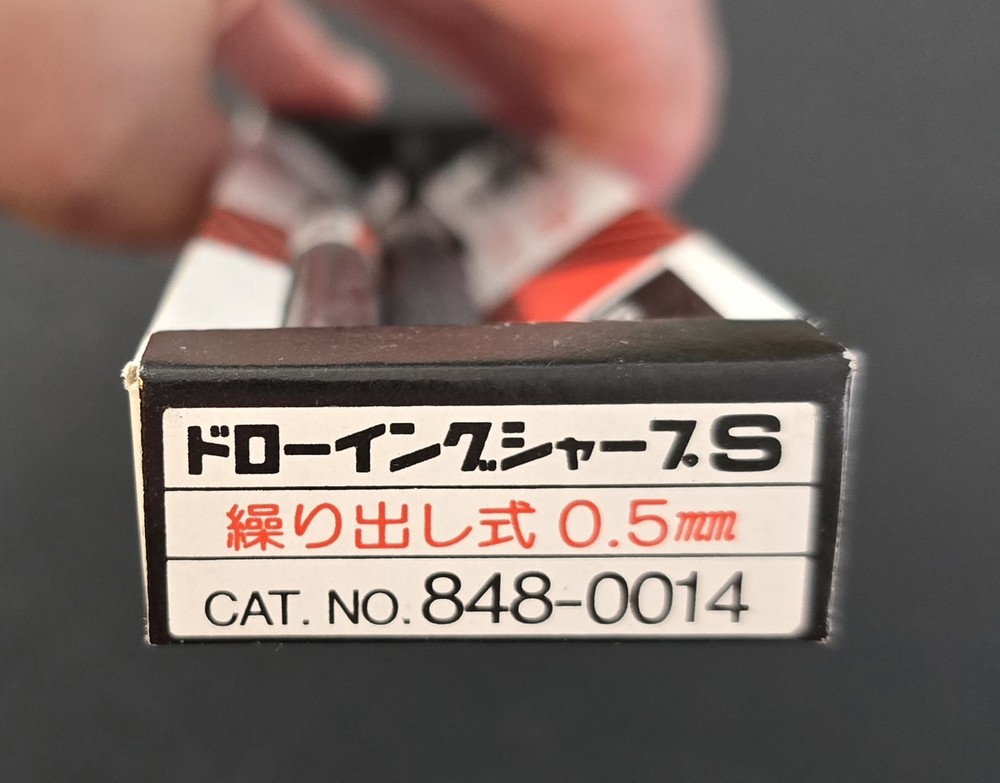 ドローイングシャープS
繰り出し式 0.5mm
CAT. NO. 848-0014